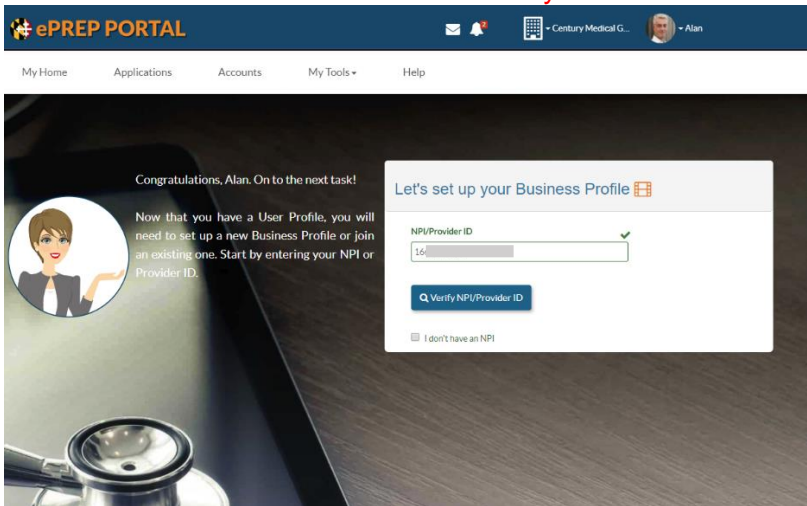 ePREP PORTAL
2
Century Medical G...
Alan
My Home
Applications
Accounts
My Tools
Help
Congratulations, Alan. On to the next task!
Now that you have a User Profile, you will
need to set up a new Business Profile or join
an existing one. Start by entering your NPI or
Provider ID.
Let's set up your Business Profile
NPI/Provider ID
16
Verify NPI/Provider ID
I don't have an NPI